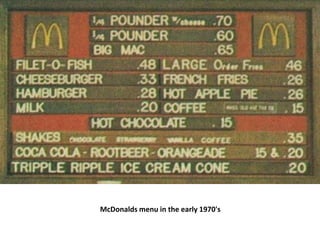 1/4 POUNDER W/cheese .70
1/4 POUNDER .60
BIG MAC .65
FILET-O-FISH .48 LARGE Order Fries .46
CHEESEBURGER .33 FRENCH FRIES .26
HAMBURGER .28 HOT APPLE PIE .26
MILK .20 COFFEE .15
HOT CHOCOLATE .15
SHAKES CHOCOLATE STRAWBERRY VANILLA COFFEE .35
COCA COLA - ROOTBEER - ORANGEADE 15 & .20
TRIPLE RIPPLE ICE CREAM CONE .20
McDonalds menu in the early 1970's